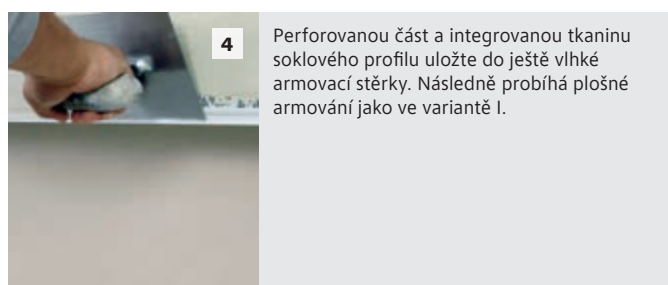 4
Perforovanou část a integrovanou tkaninu
soklového profilu uložte do ještě vlhké
armovací stěrky. Následně probíhá plošné
armování jako ve variantě I.